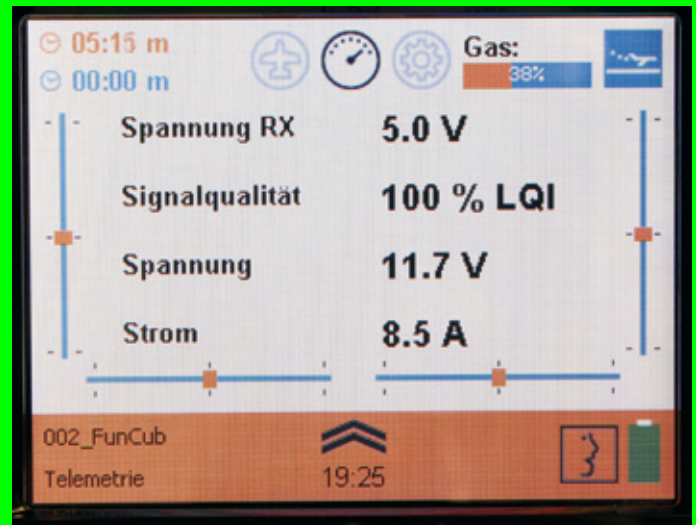 05:15 m
Gas:
38%
00:00 m
Spannung RX 5.0 V
Signalqualität 100 % LQI
Spannung 11.7 V
Strom 8.5 A
002_FunCub
Telemetrie 19:25